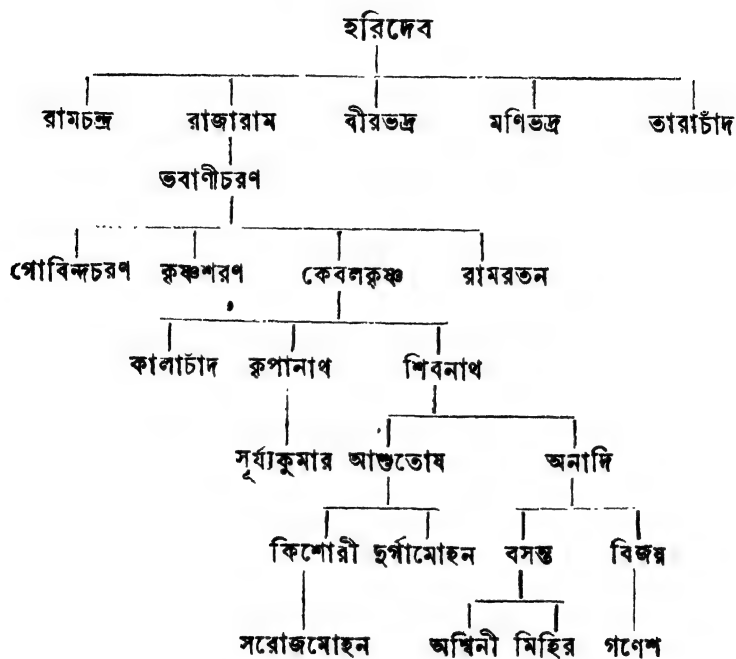 হরিদেব
রামচন্দ্র রাজারাম বীরভদ্র মণিভদ্র তারাচাঁদ
ভবাণীচরণ
গোবিন্দচরণ কৃষ্ণশরণ কেবলকৃষ্ণ রামরতন
কালাচাঁদ কৃপানাথ শিবনাথ
সূর্য্যকুমার আশুতোষ অনাদি
কিশোরী দুর্গামোহন বসন্ত বিজয়
সরোজমোহন অশ্বিনী মিহির গণেশ